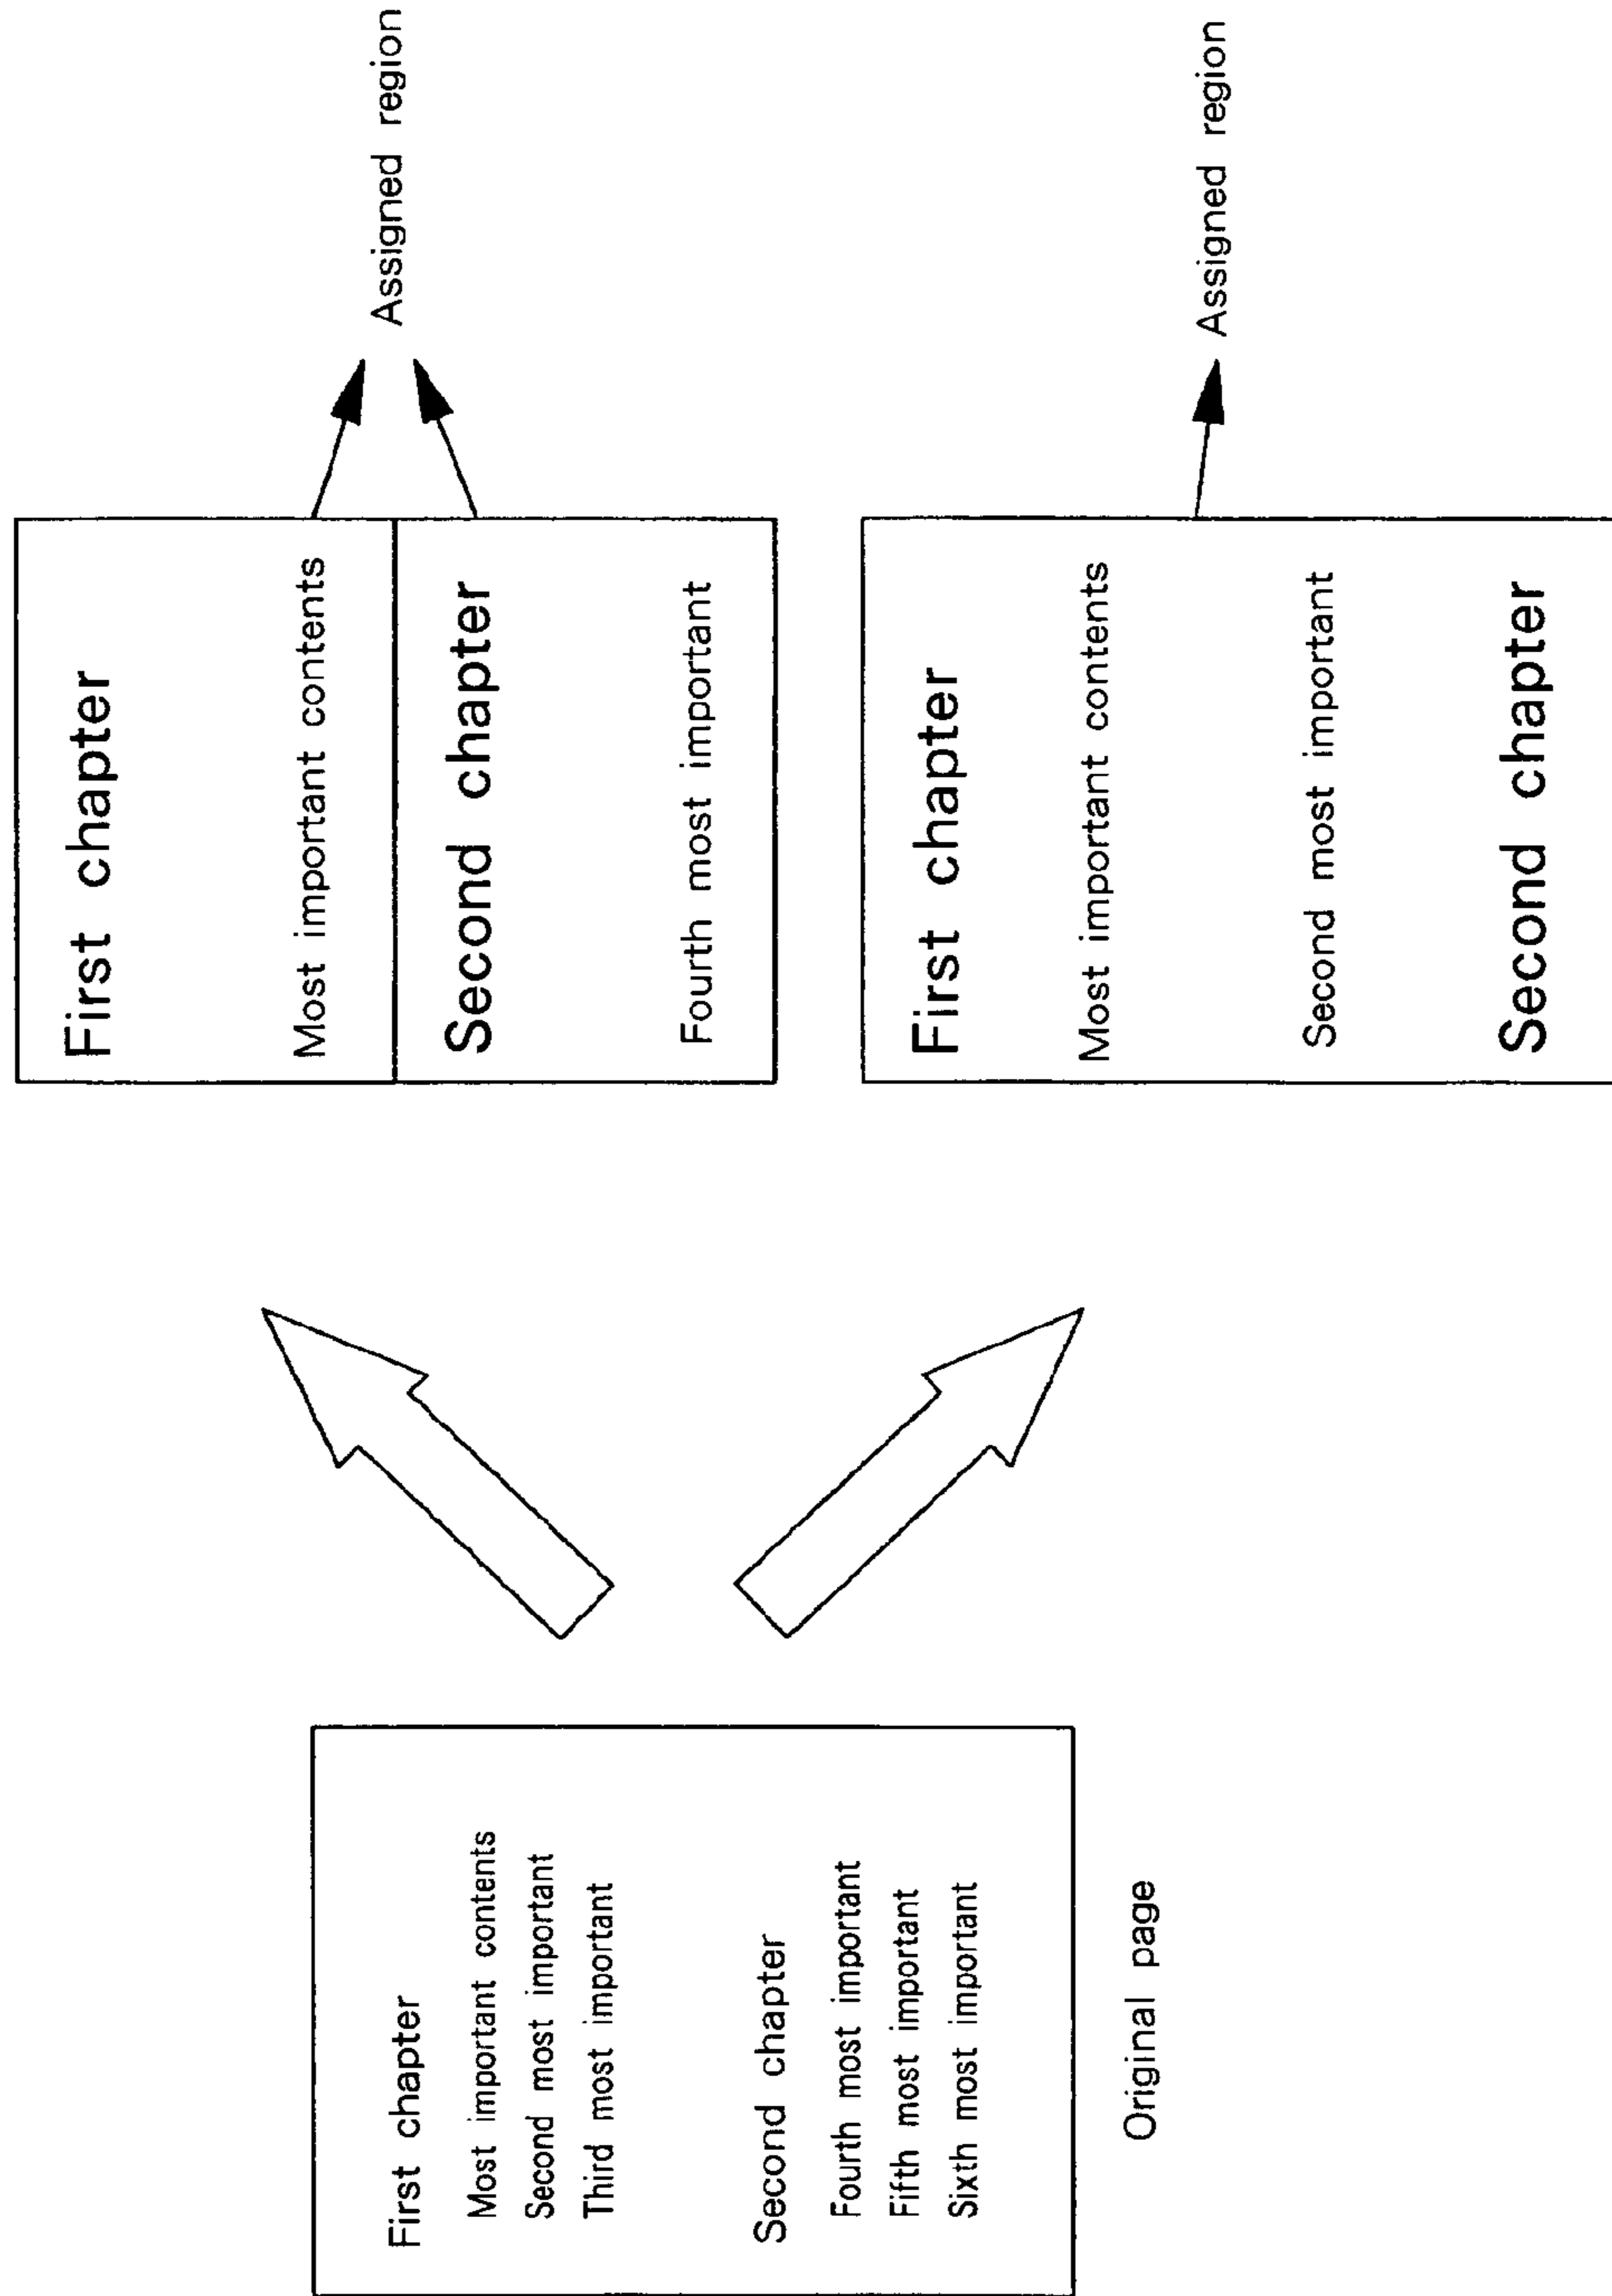 First chapter
Most important contents
Second most important
Third most important
Second chapter
Fourth most important
Fifth most important
Sixth most important
Original page
First chapter
Most important contents
Second chapter
Fourth most important
Assigned region
First chapter
Most important contents
Second most important
Second chapter
Assigned region